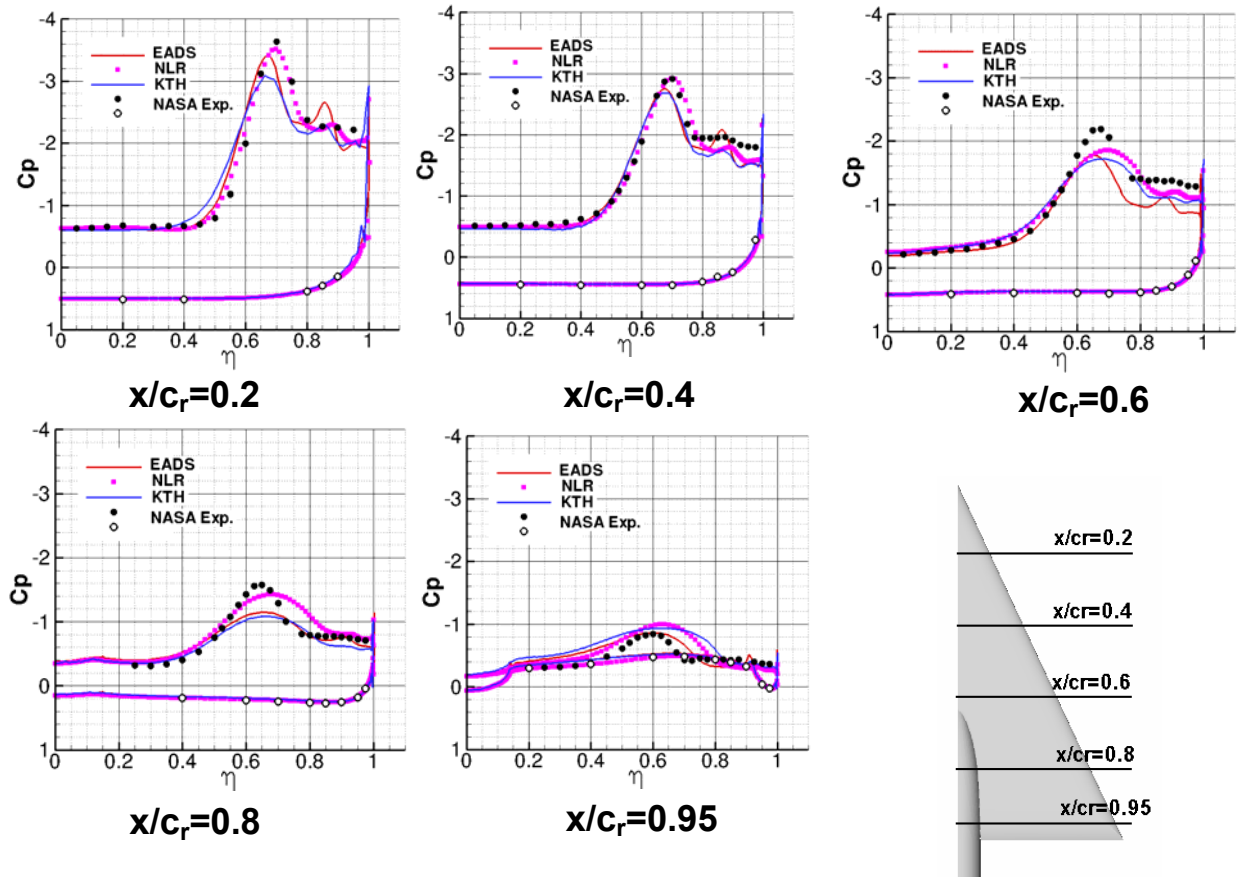 -4
-3
-2
-1
0
1
Cp
EADS
NLR
KTH
NASA Exp.
0 0.2 0.4 0.6 0.8 1
η
x/cr=0.2
-4
-3
-2
-1
0
1
Cp
EADS
NLR
KTH
NASA Exp.
0 0.2 0.4 0.6 0.8 1
η
x/cr=0.4
-6
-5
-4
-3
-2
-1
0
1
Cp
EADS
NLR
KTH
NASA Exp.
0 0.2 0.4 0.6 0.8 1
η
x/cr=0.6
-4
-3
-2
-1
0
1
Cp
EADS
NLR
KTH
NASA Exp.
0 0.2 0.4 0.6 0.8 1
η
x/cr=0.8
-4
-3
-2
-1
0
1
Cp
EADS
NLR
KTH
NASA Exp.
0 0.2 0.4 0.6 0.8 1
η
x/cr=0.95
x/cr=0.2
x/cr=0.4
x/cr=0.6
x/cr=0.8
x/cr=0.95